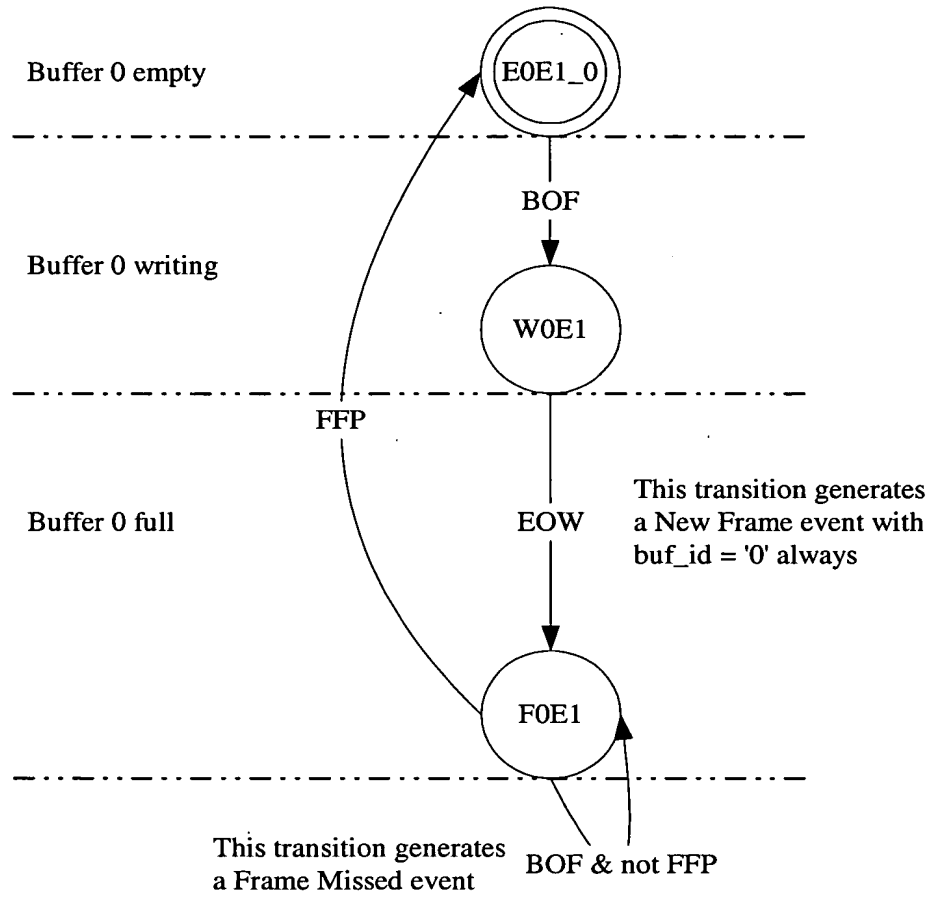 Buffer 0 empty
E0E1_0
BOF
Buffer 0 writing
W0E1
FFP
This transition generates
a New Frame event with
buf_id = '0' always
Buffer 0 full
EOW
F0E1
This transition generates
a Frame Missed event
BOF & not FFP